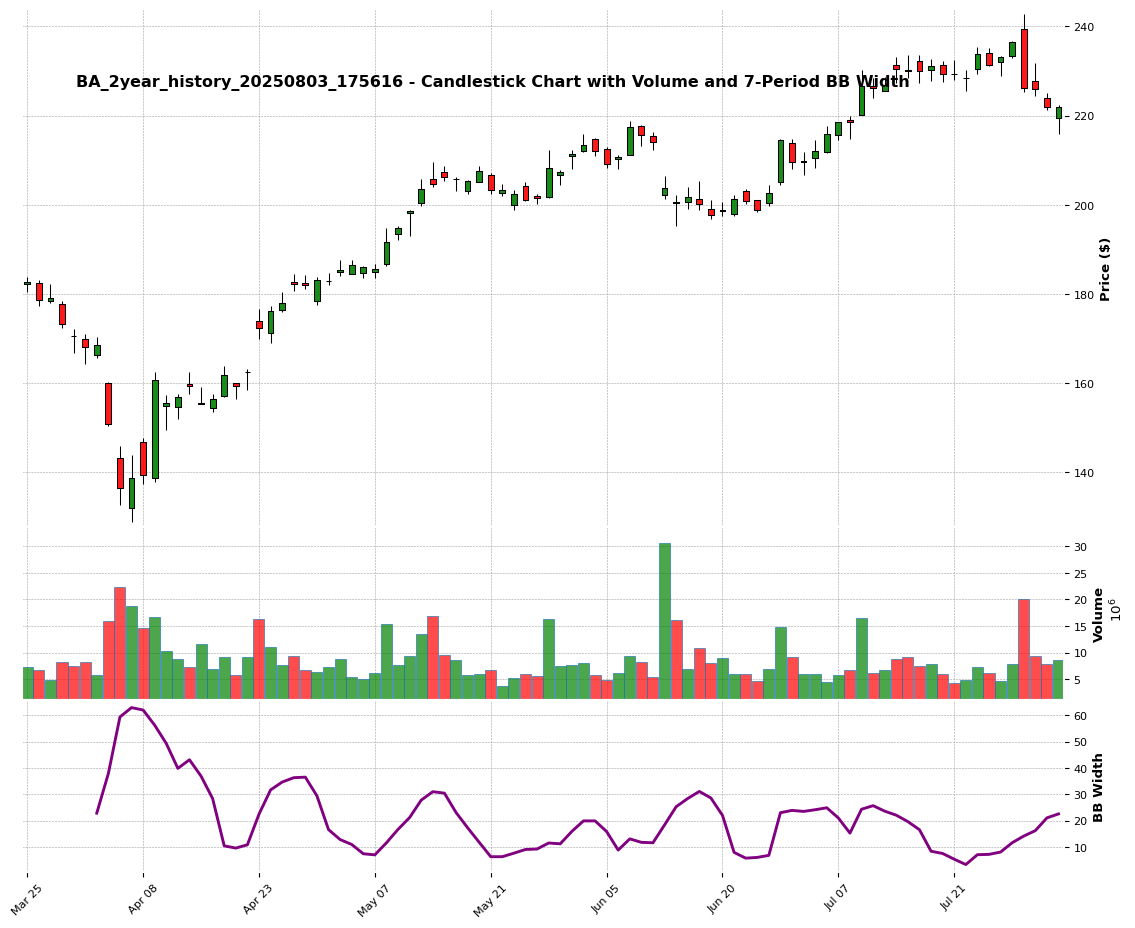 BA_2year_history_20250803_175616 - Candlestick Chart with Volume and 7-Period BB Width
240
220
200
180
160
140
Price ($)
30
25
20
15
10
5
Volume
10^6
60
50
40
30
20
10
BB Width
Mar 25
Apr 08
Apr 23
May 07
May 21
Jun 05
Jun 20
Jul 07
Jul 21